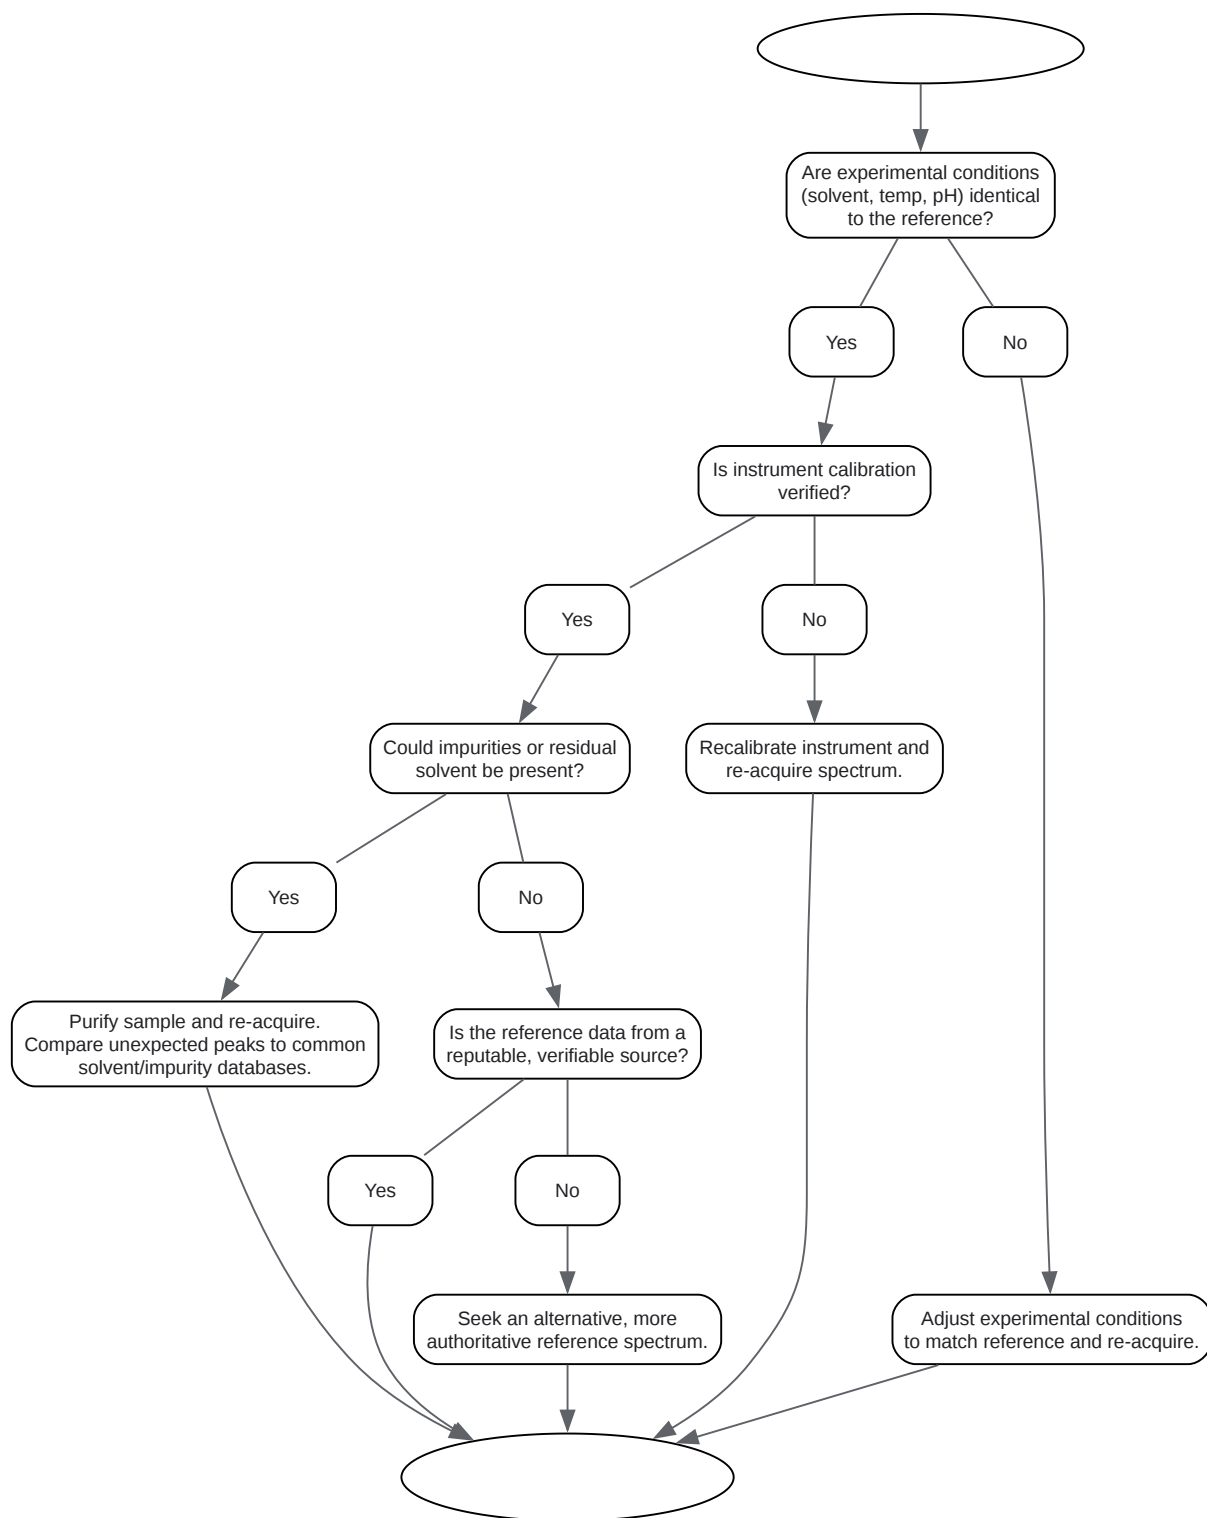 Are experimental conditions
(solvent, temp, pH) identical
to the reference?
Yes
No
Is instrument calibration
verified?
Yes
No
Could impurities or residual
solvent be present?
Recalibrate instrument and
re-acquire spectrum.
Yes
No
Purify sample and re-acquire.
Compare unexpected peaks to common
solvent/impurity databases.
Is the reference data from a
reputable, verifiable source?
Yes
No
Seek an alternative, more
authoritative reference spectrum.
Adjust experimental conditions
to match reference and re-acquire.